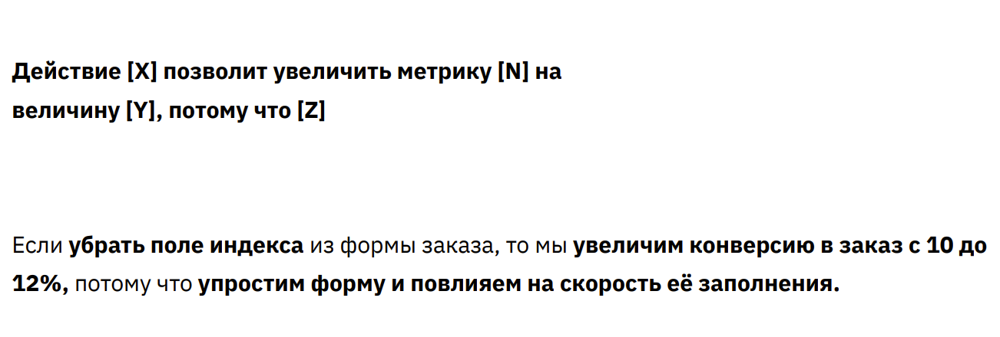 Действие [X] позволит увеличить метрику [N] на
величину [Y], потому что [Z]
Если убрать поле индекса из формы заказа, то мы увеличим конверсию в заказ с 10 до
12%, потому что упростим форму и повлияем на скорость её заполнения.